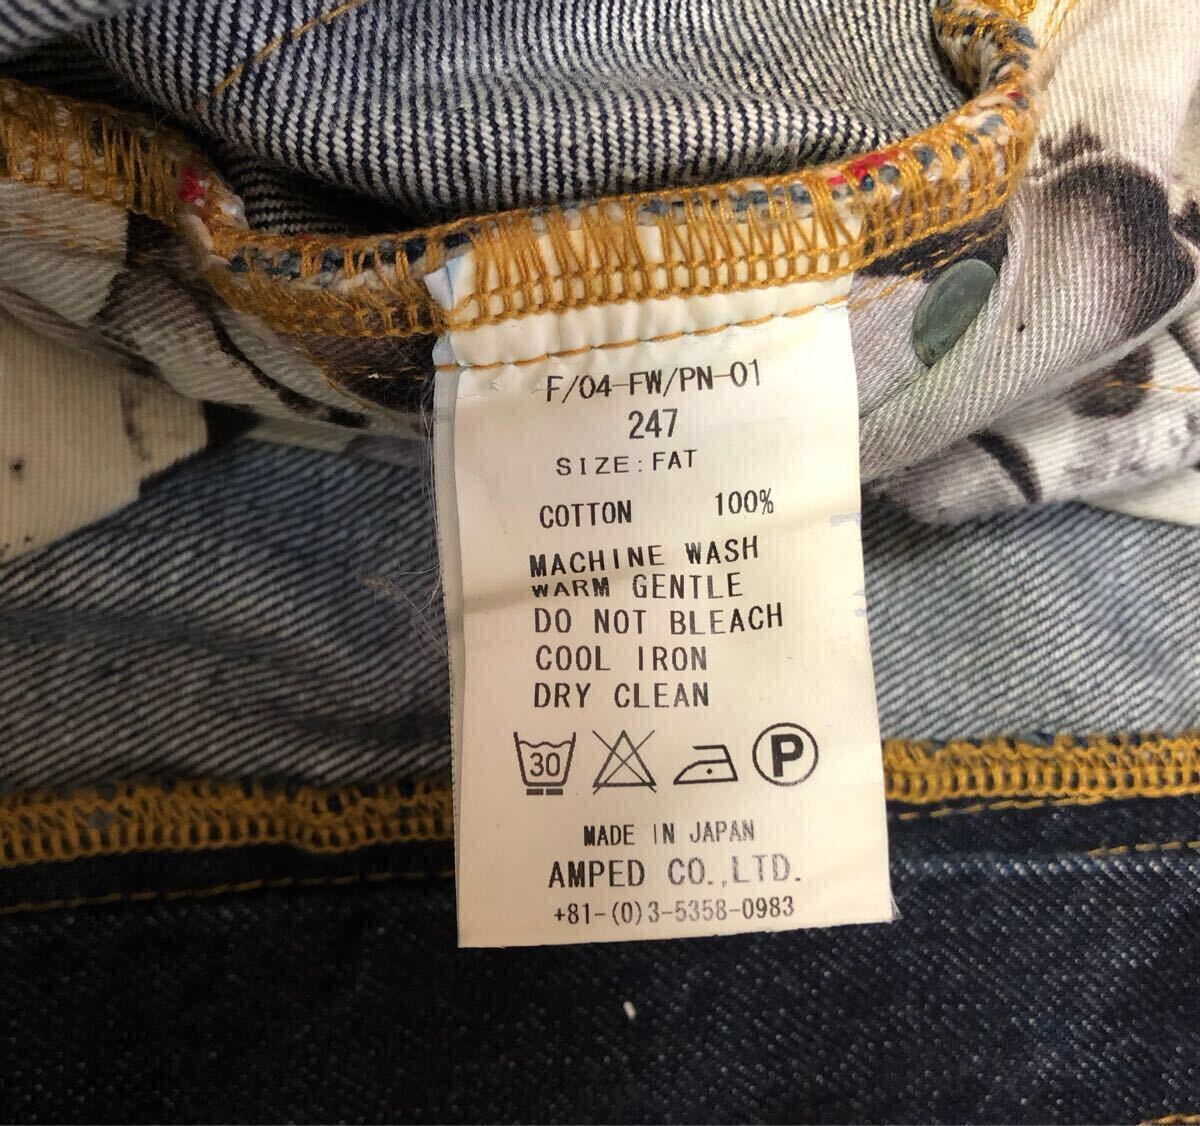 F/04-FW/PN-01
247
SIZE:FAT
COTTON 100%
MACHINE WASH
WARM GENTLE
DO NOT BLEACH
COOL IRON
DRY CLEAN
30 P
MADE IN JAPAN
AMPED CO.,LTD.
+81-(0)3-5358-0983